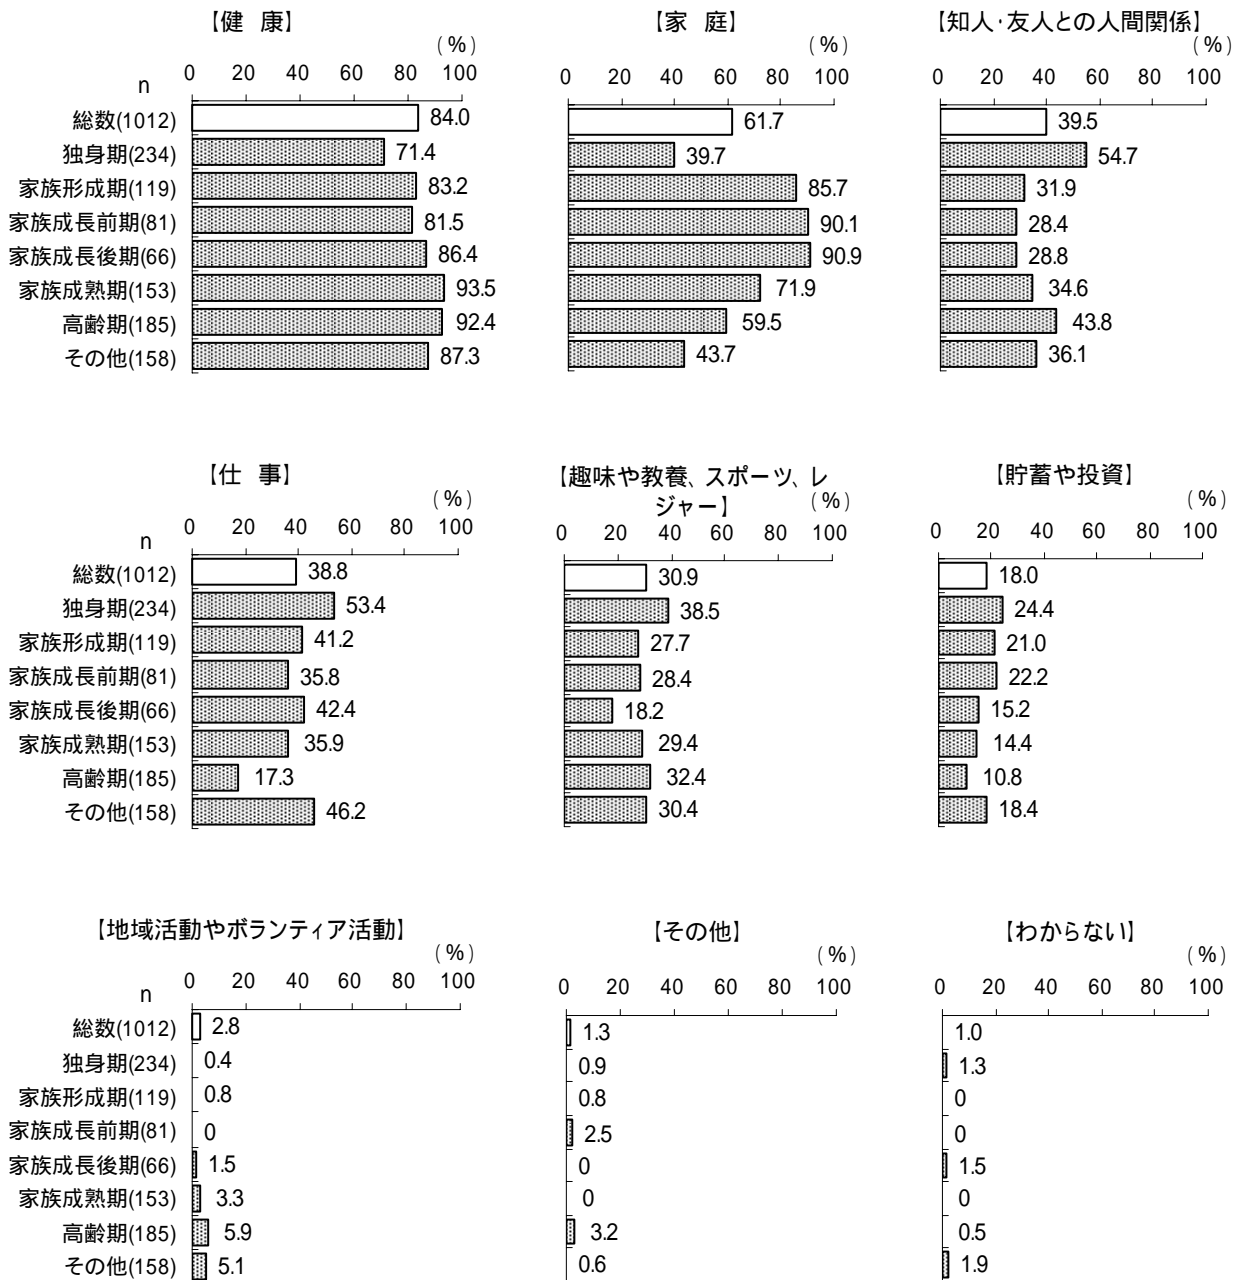 【健 康】
(%)
0 20 40 60 80 100
n
総数(1012) 84.0
独身期(234) 71.4
家族形成期(119) 83.2
家族成長前期(81) 81.5
家族成長後期(66) 86.4
家族成熟期(153) 93.5
高齢期(185) 92.4
その他(158) 87.3
【家 庭】
(%)
0 20 40 60 80 100
61.7
39.7
85.7
90.1
90.9
71.9
59.5
43.7
【知人・友人との人間関係】
(%)
0 20 40 60 80 100
39.5
54.7
31.9
28.4
28.8
34.6
43.8
36.1
【仕 事】
(%)
0 20 40 60 80 100
n
総数(1012) 38.8
独身期(234) 53.4
家族形成期(119) 41.2
家族成長前期(81) 35.8
家族成長後期(66) 42.4
家族成熟期(153) 35.9
高齢期(185) 17.3
その他(158) 46.2
【趣味や教養、スポーツ、レ
ジャー】
(%)
0 20 40 60 80 100
30.9
38.5
27.7
28.4
18.2
29.4
32.4
30.4
【貯蓄や投資】
(%)
0 20 40 60 80 100
18.0
24.4
21.0
22.2
15.2
14.4
10.8
18.4
【地域活動やボランティア活動】
(%)
0 20 40 60 80 100
n
総数(1012) 2.8
独身期(234) 0.4
家族形成期(119) 0.8
家族成長前期(81) 0
家族成長後期(66) 1.5
家族成熟期(153) 3.3
高齢期(185) 5.9
その他(158) 5.1
【その他】
(%)
0 20 40 60 80 100
1.3
0.9
0.8
2.5
0
0
3.2
0.6
【わからない】
(%)
0 20 40 60 80 100
1.0
1.3
0
0
1.5
0
0.5
1.9